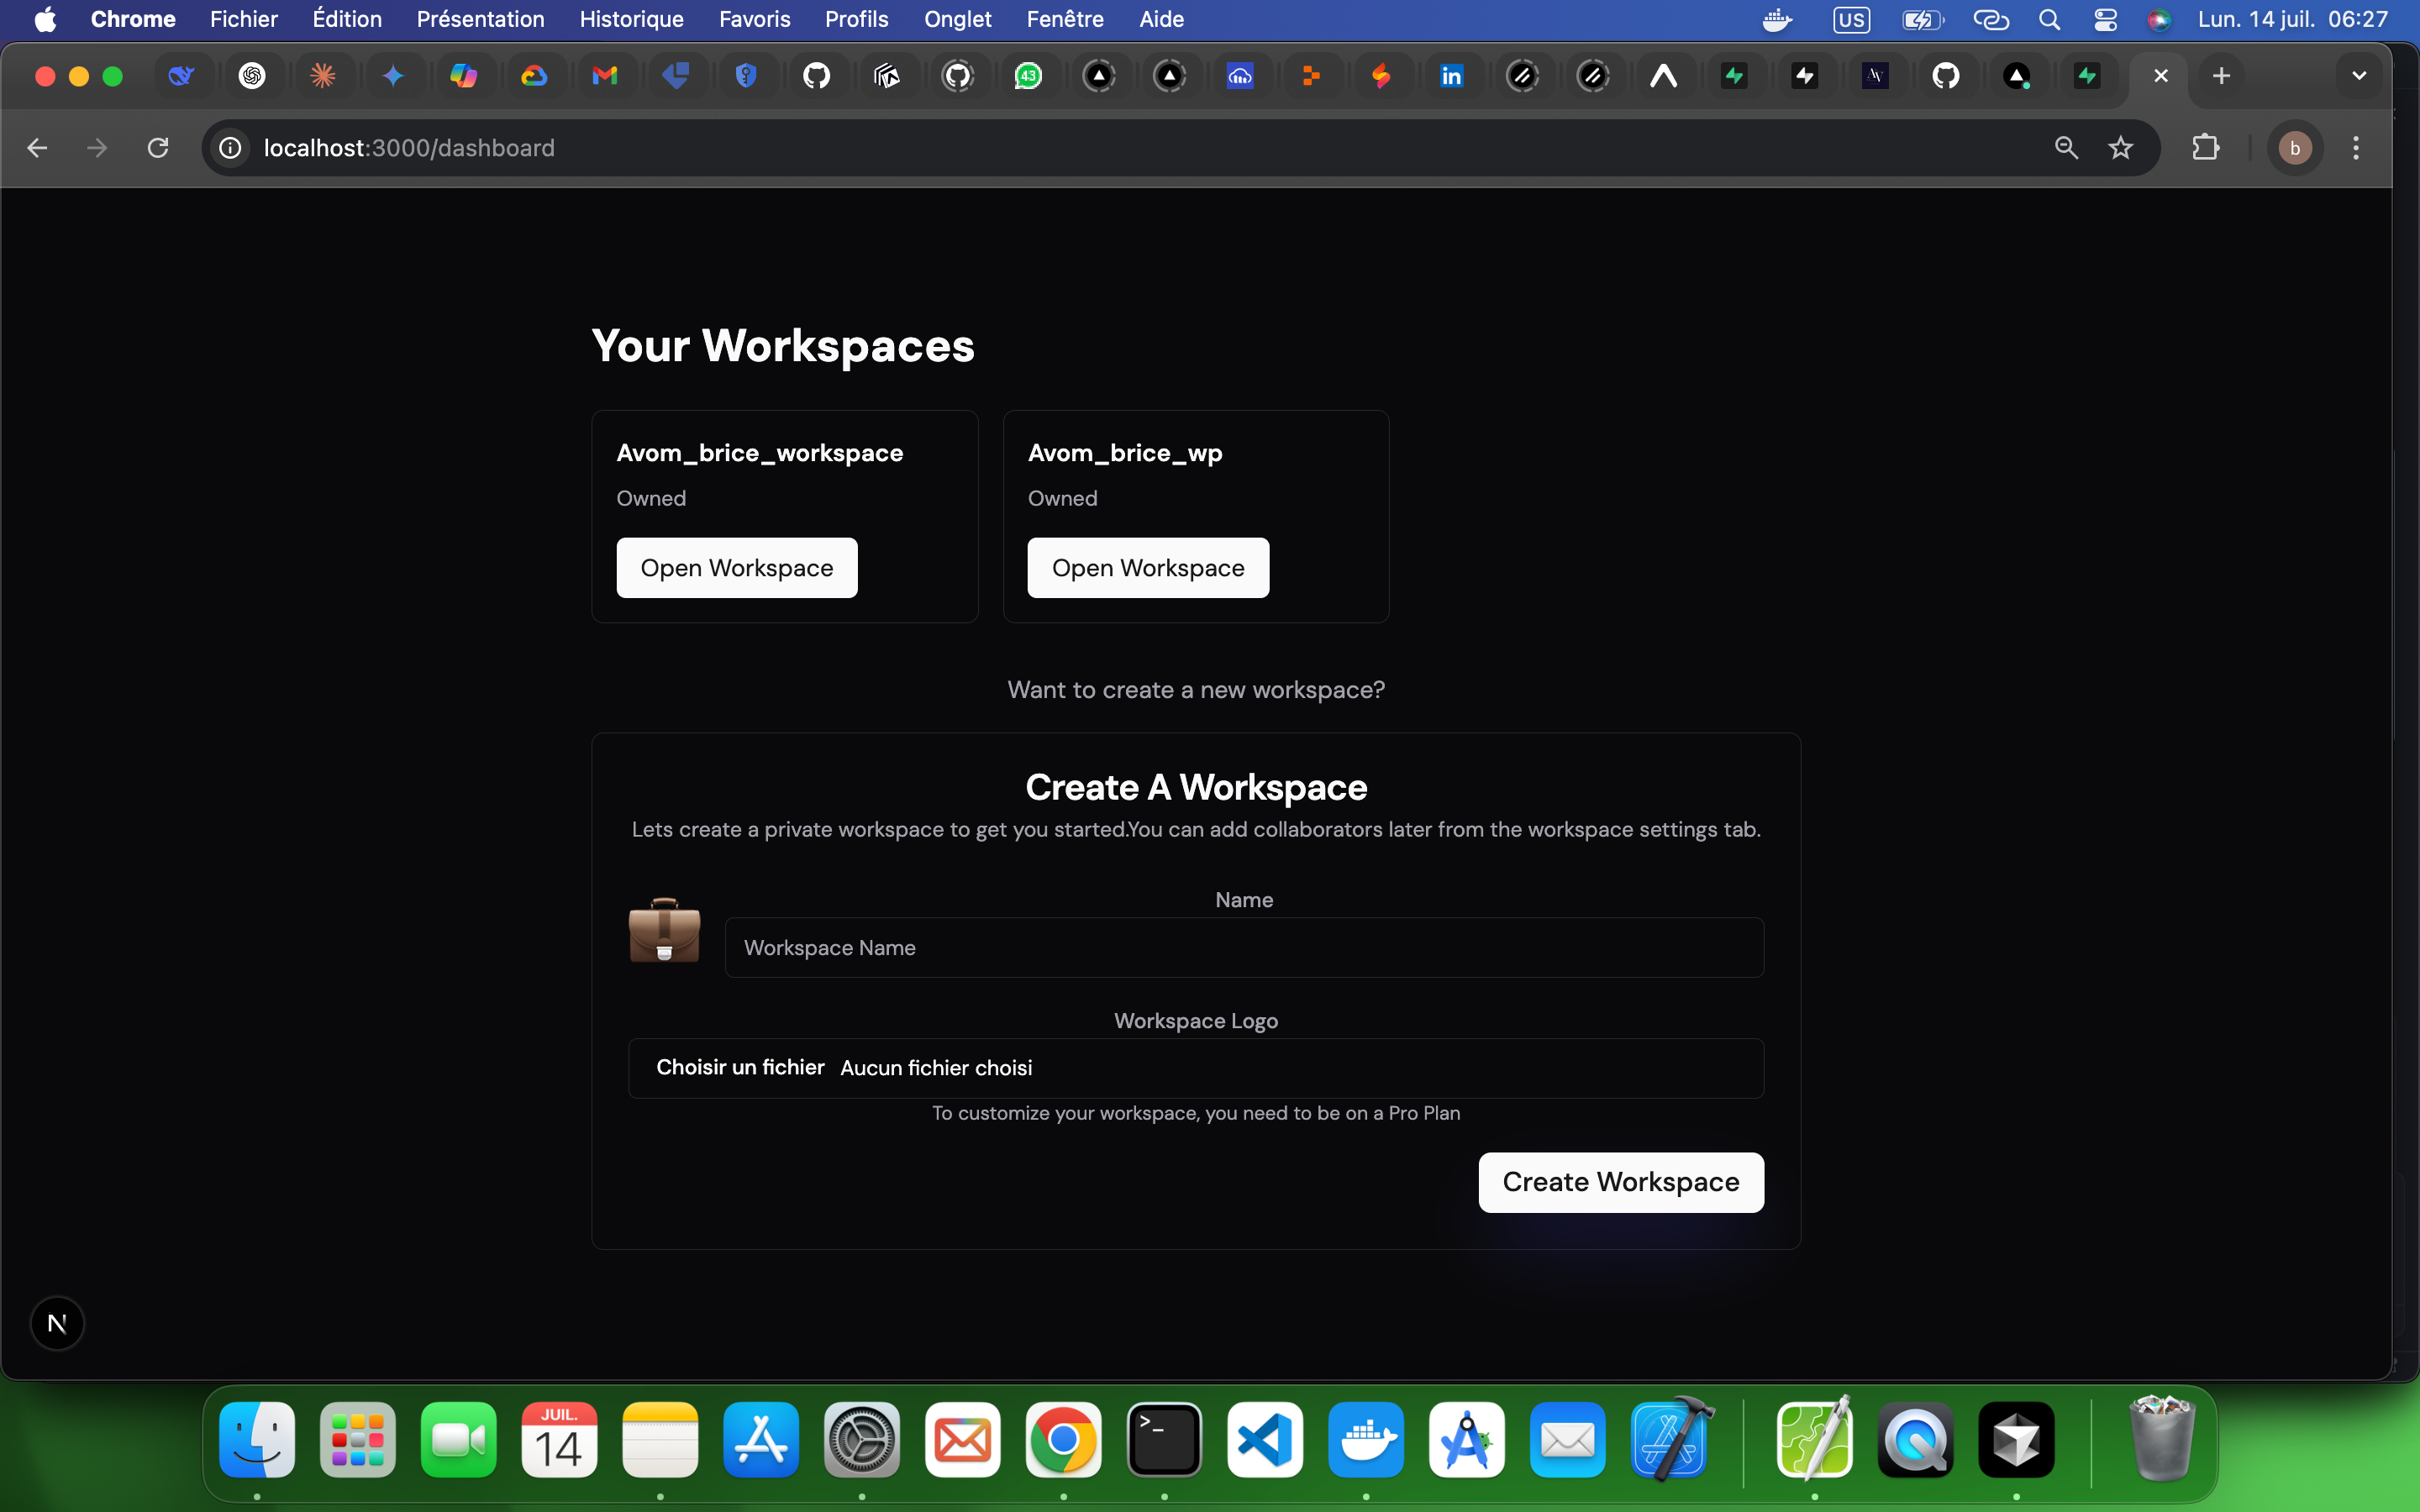 Chrome Fichier Édition Présentation Historique Favoris Profils Onglet Fenêtre Aide US Lun. 14 juil. 06:27
43 in
localhost:3000/dashboard b
Your Workspaces
Avom_brice_workspace
Owned
Open Workspace
Avom_brice_wp
Owned
Open Workspace
Want to create a new workspace?
Create A Workspace
Lets create a private workspace to get you started.You can add collaborators later from the workspace settings tab.
Name
Workspace Name
Workspace Logo
Choisir un fichier Aucun fichier choisi
To customize your workspace, you need to be on a Pro Plan
Create Workspace
N
JUIL.
14